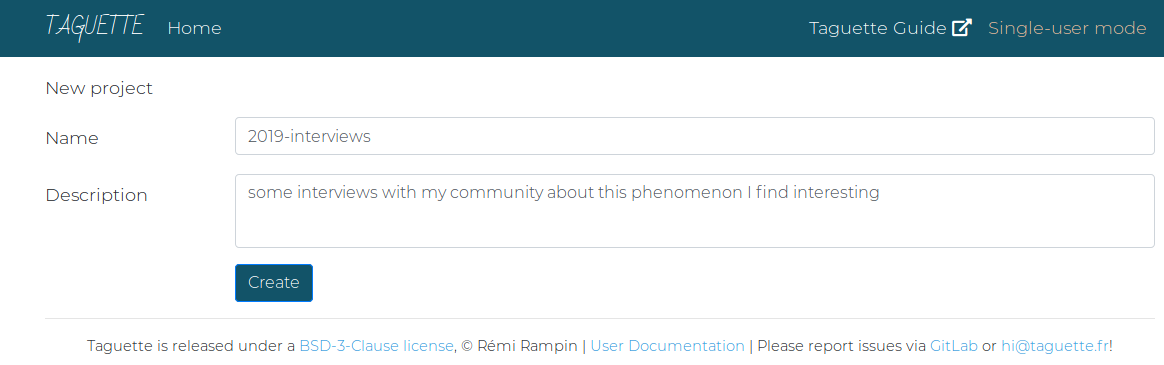 TAGUETTE Home Taguette Guide Single-user mode
New project
Name 2019-interviews
Description some interviews with my community about this phenomenon I find interesting
Create
Taguette is released under a BSD-3-Clause license, © Rémi Rampin | User Documentation | Please report issues via GitLab or hi@taguette.fr!